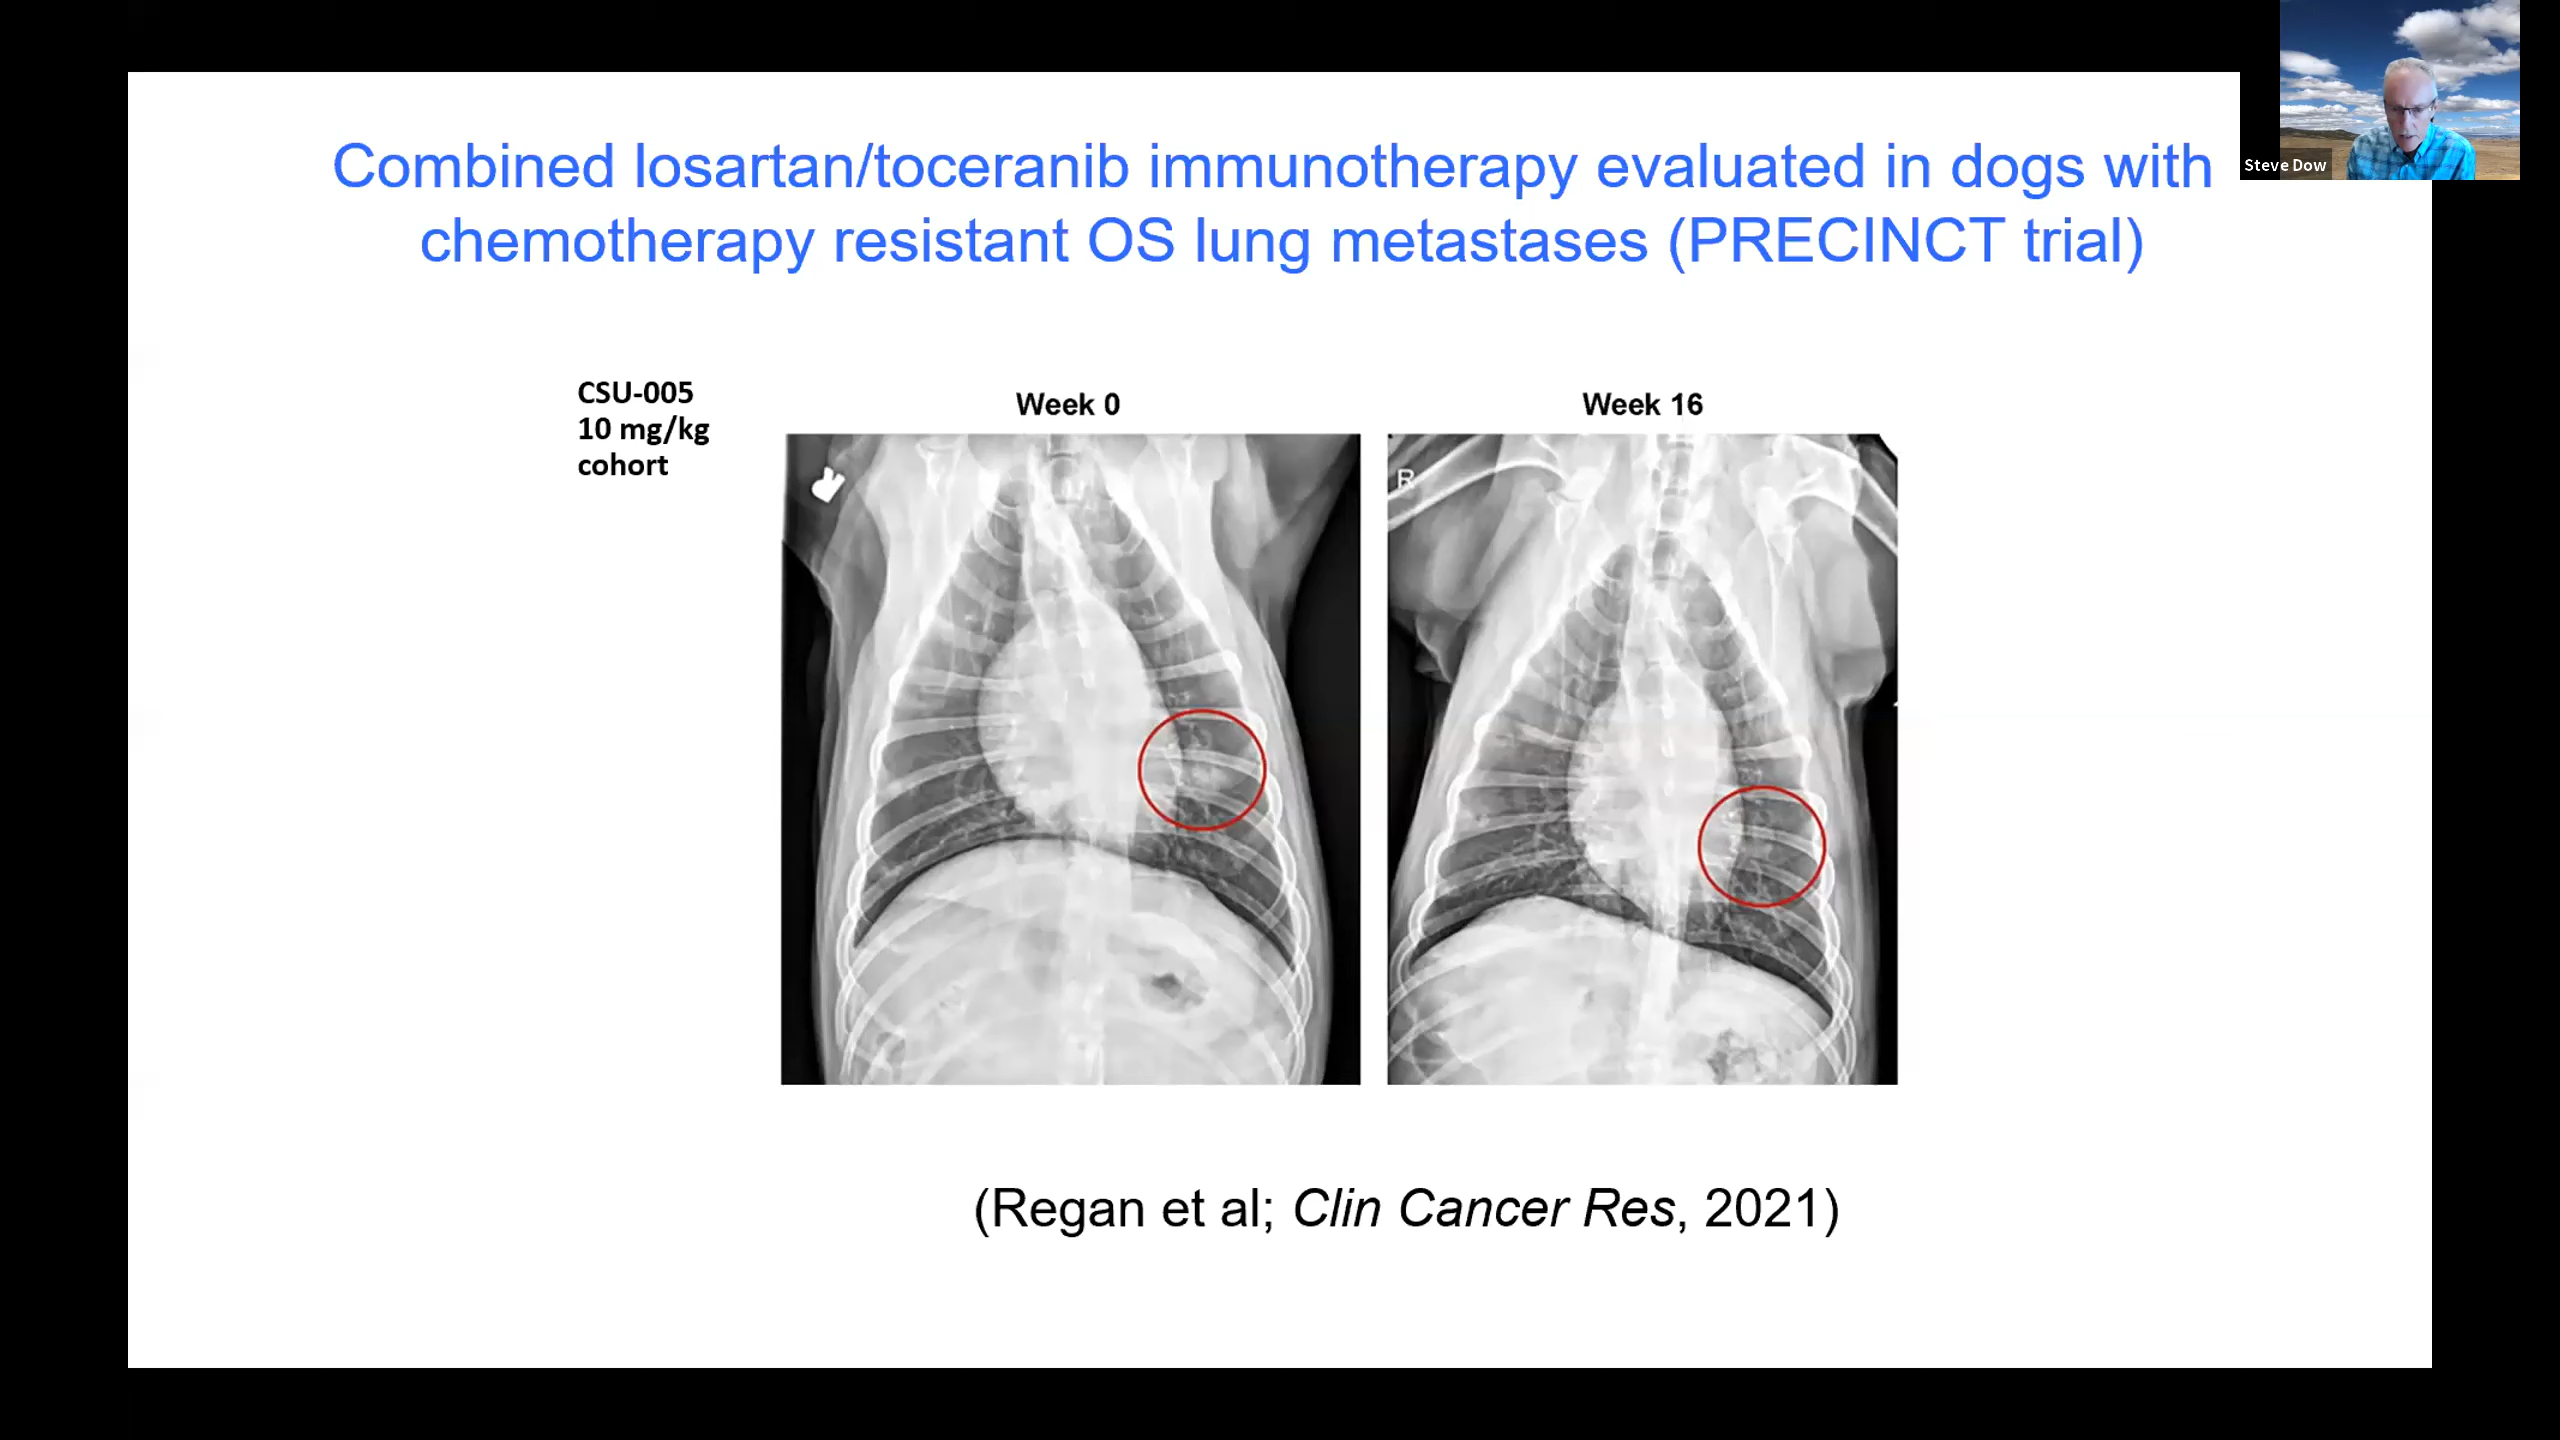 Combined losartan/toceranib immunotherapy evaluated in dogs with
chemotherapy resistant OS lung metastases (PRECINCT trial)
Steve Dow
CSU-005
10 mg/kg
cohort
Week 0
Week 16
R
(Regan et al; Clin Cancer Res, 2021)